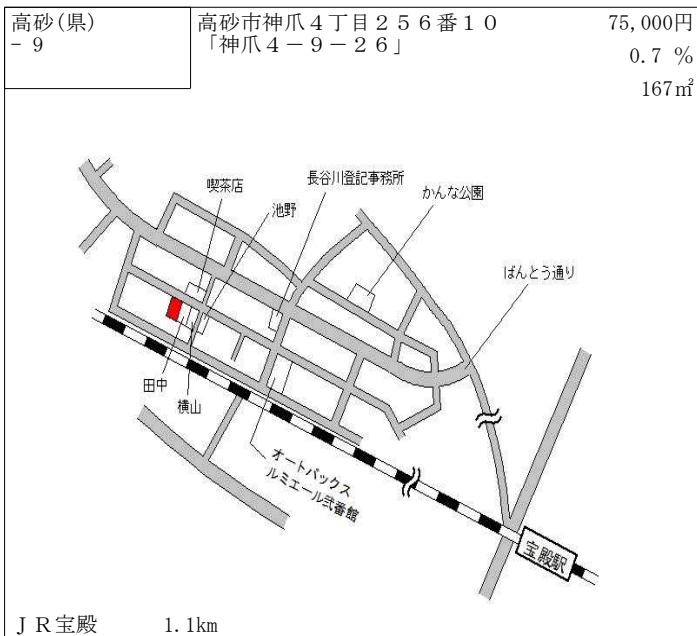 高砂(県)
－9
高砂市神爪４丁目２５６番１０
「神爪４－９－２６」
75,000円
0.7 %
167㎡
喫茶店
池野
長谷川登記事務所
かんな公園
ばんとう通り
田中
横山
オートバックス
ルミエール弐番館
宝殿駅
ＪＲ宝殿 1.1km